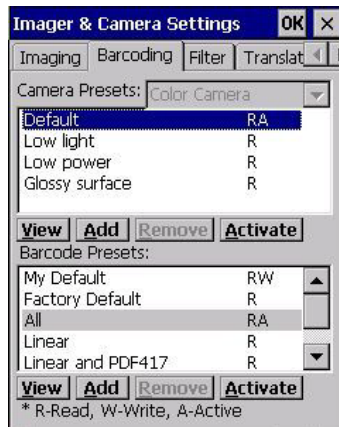 Imager & Camera Settings OK ×
Imaging Barcoding Filter Translat
Camera Presets: Color Camera
Default RA
Low light R
Low power R
Glossy surface R
View Add Remove Activate
Barcode Presets:
My Default RW
Factory Default R
All RA
Linear R
Linear and PDF417 R
View Add Remove Activate
* R-Read, W-Write, A-Active